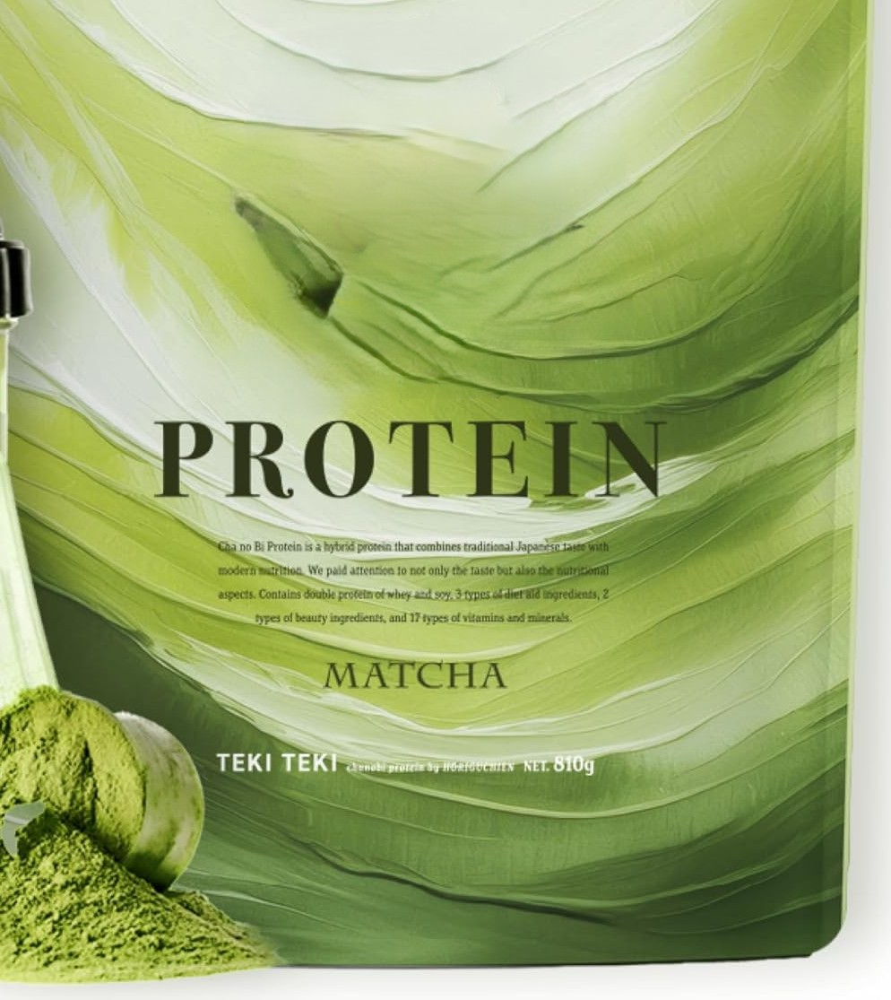 PROTEIN
Cha no Bi Protein is a hybrid protein that combines traditional Japanese taste with
modern nutrition. We paid attention to not only the taste but also the nutritional
aspects. Contains double protein of whey and soy, 3 types of diet aid ingredients, 2
types of beauty ingredients, and 17 types of vitamins and minerals.
MATCHA
TEKI TEKI chanobi protein by HORIGUCHIEN NET. 810g